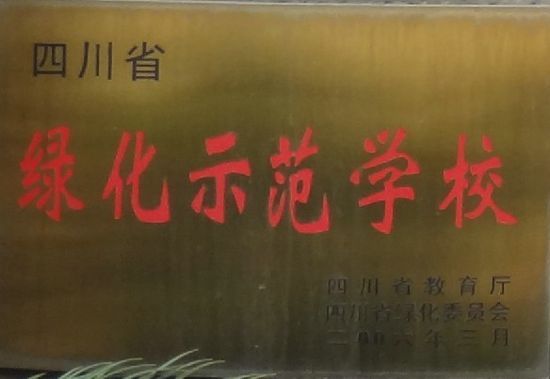 四川省
绿化示范学校
四川省教育厅
四川省绿化委员会
二00六年三月